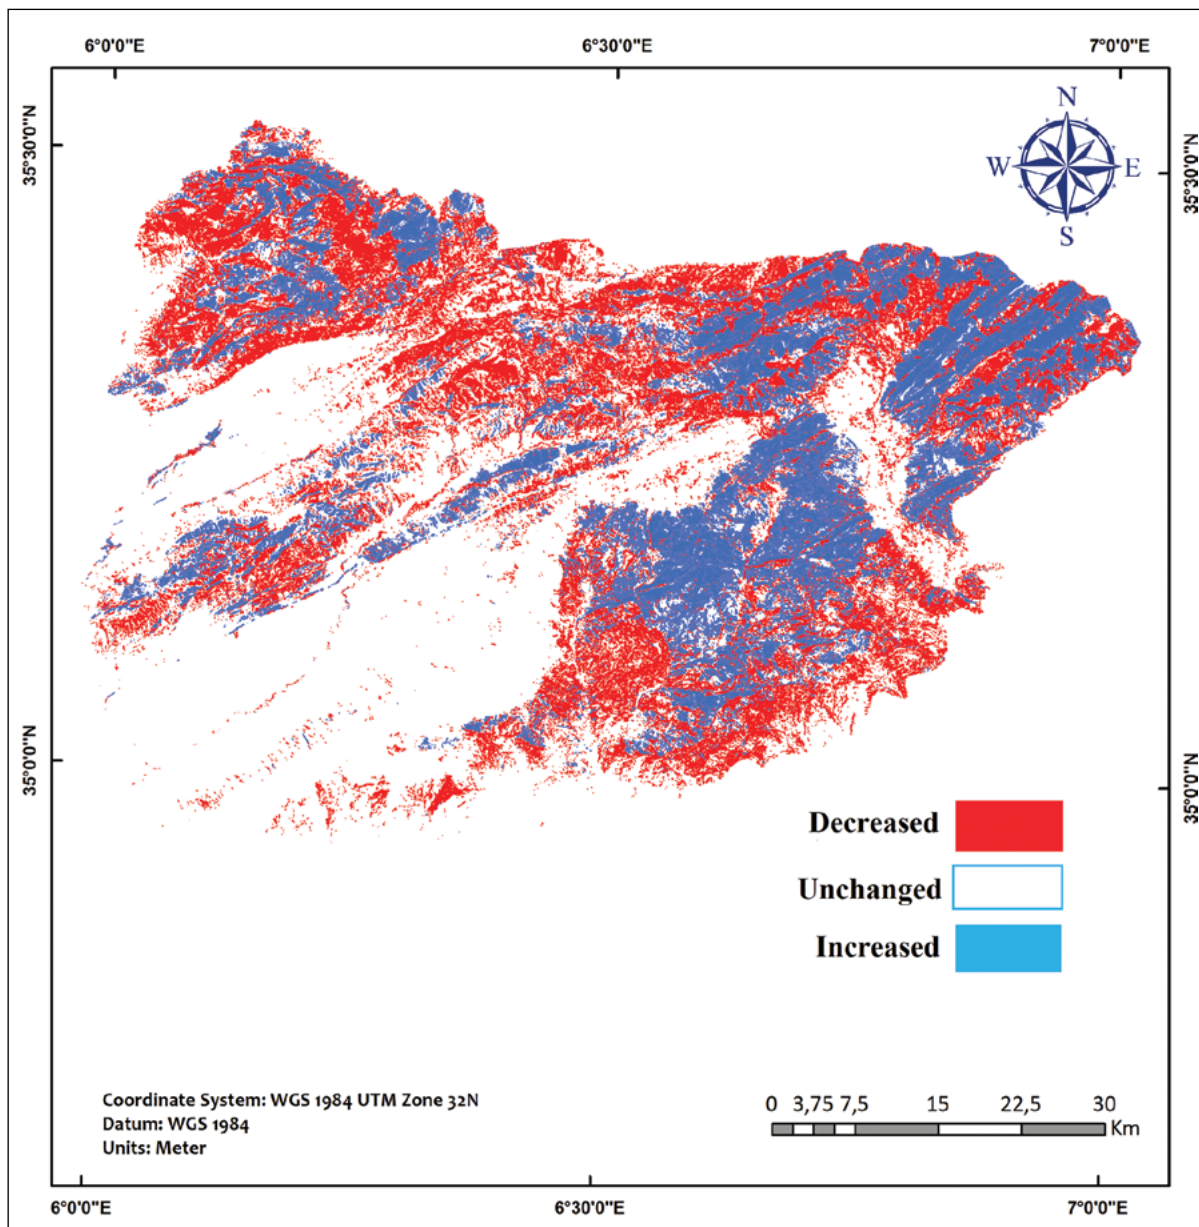 6°0'0"E 6°30'0"E 7°0'0"E
35°30'0"N
35°30'0"N
N
W E
S
35°0'0"N
35°0'0"N
Decreased
Unchanged
Increased
Coordinate System: WGS 1984 UTM Zone 32N
Datum: WGS 1984
Units: Meter
0 3,75 7,5 15 22,5 30
Km
6°0'0"E 6°30'0"E 7°0'0"E